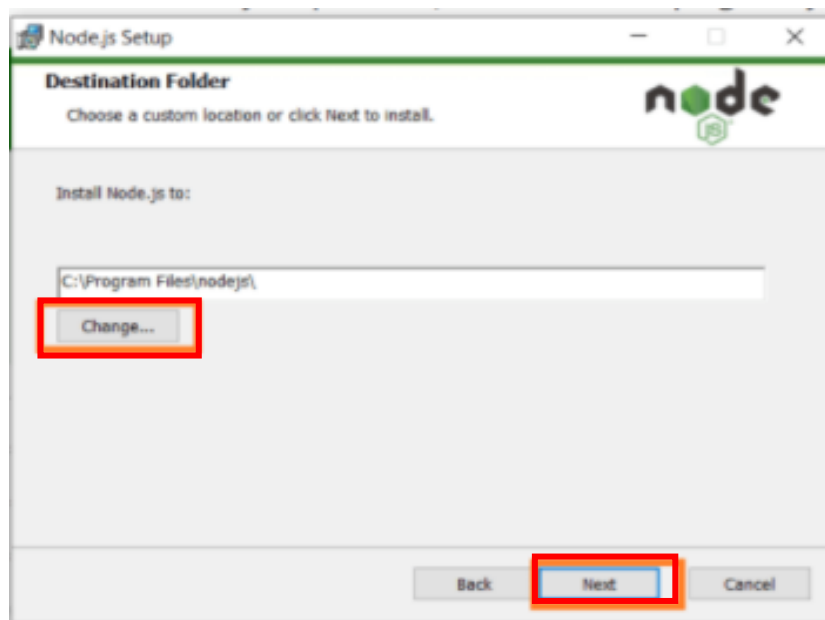 Node.js Setup
Destination Folder
Choose a custom location or click Next to install.
node
JS
Install Node.js to:
C:\Program Files\nodejs\
Change...
Back Next Cancel